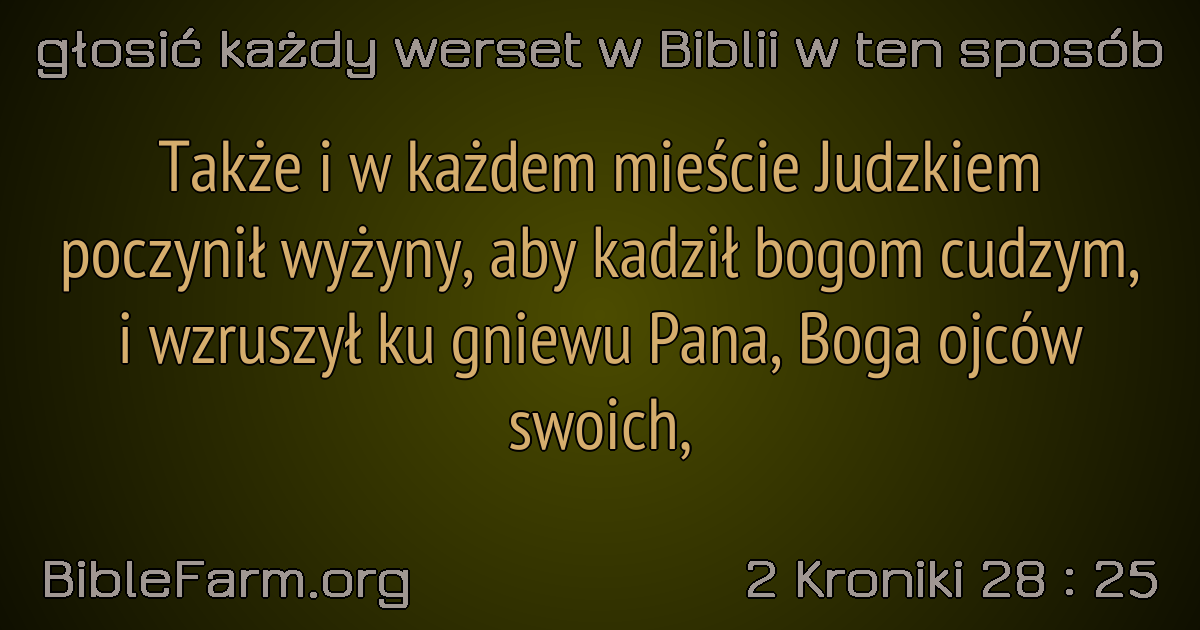 głosić każdy werset w Biblii w ten sposób
Także i w każdem mieście Judzkiem
poczynił wyżyny, aby kadził bogom cudzym,
i wzruszył ku gniewu Pana, Boga ojców
swoich,
BibleFarm.org
2 Kroniki 28 : 25